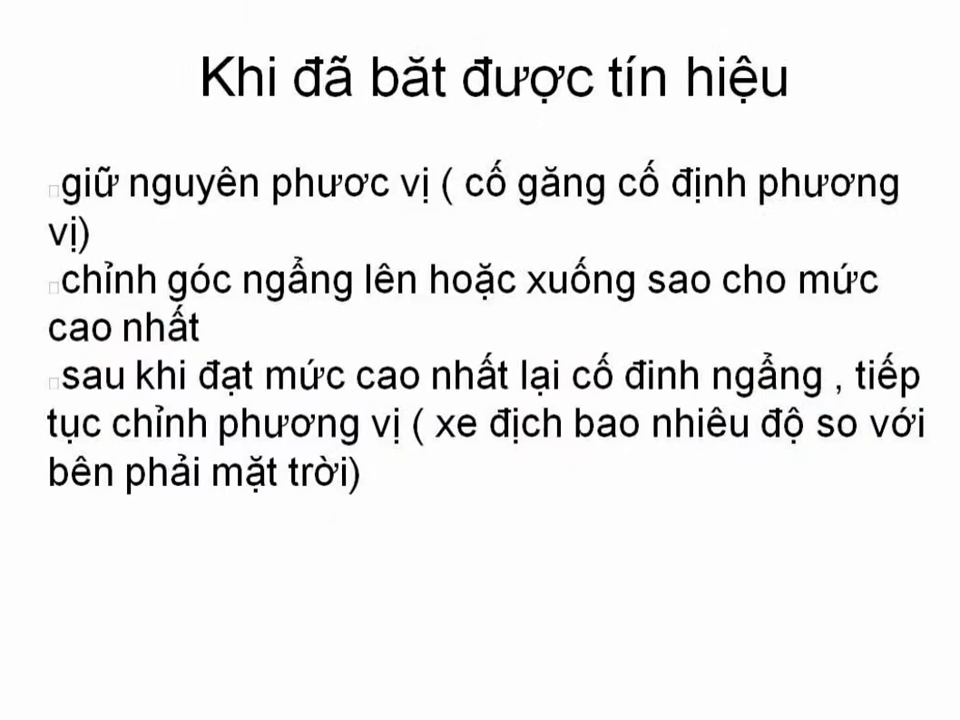 Khi đã băt được tín hiệu
giữ nguyên phươc vị ( cố găng cố định phương
vị)
chỉnh góc ngẩng lên hoặc xuống sao cho mức
cao nhất
sau khi đạt mức cao nhất lại cố đinh ngẩng , tiếp
tục chỉnh phương vị ( xe địch bao nhiêu độ so với
bên phải mặt trời)